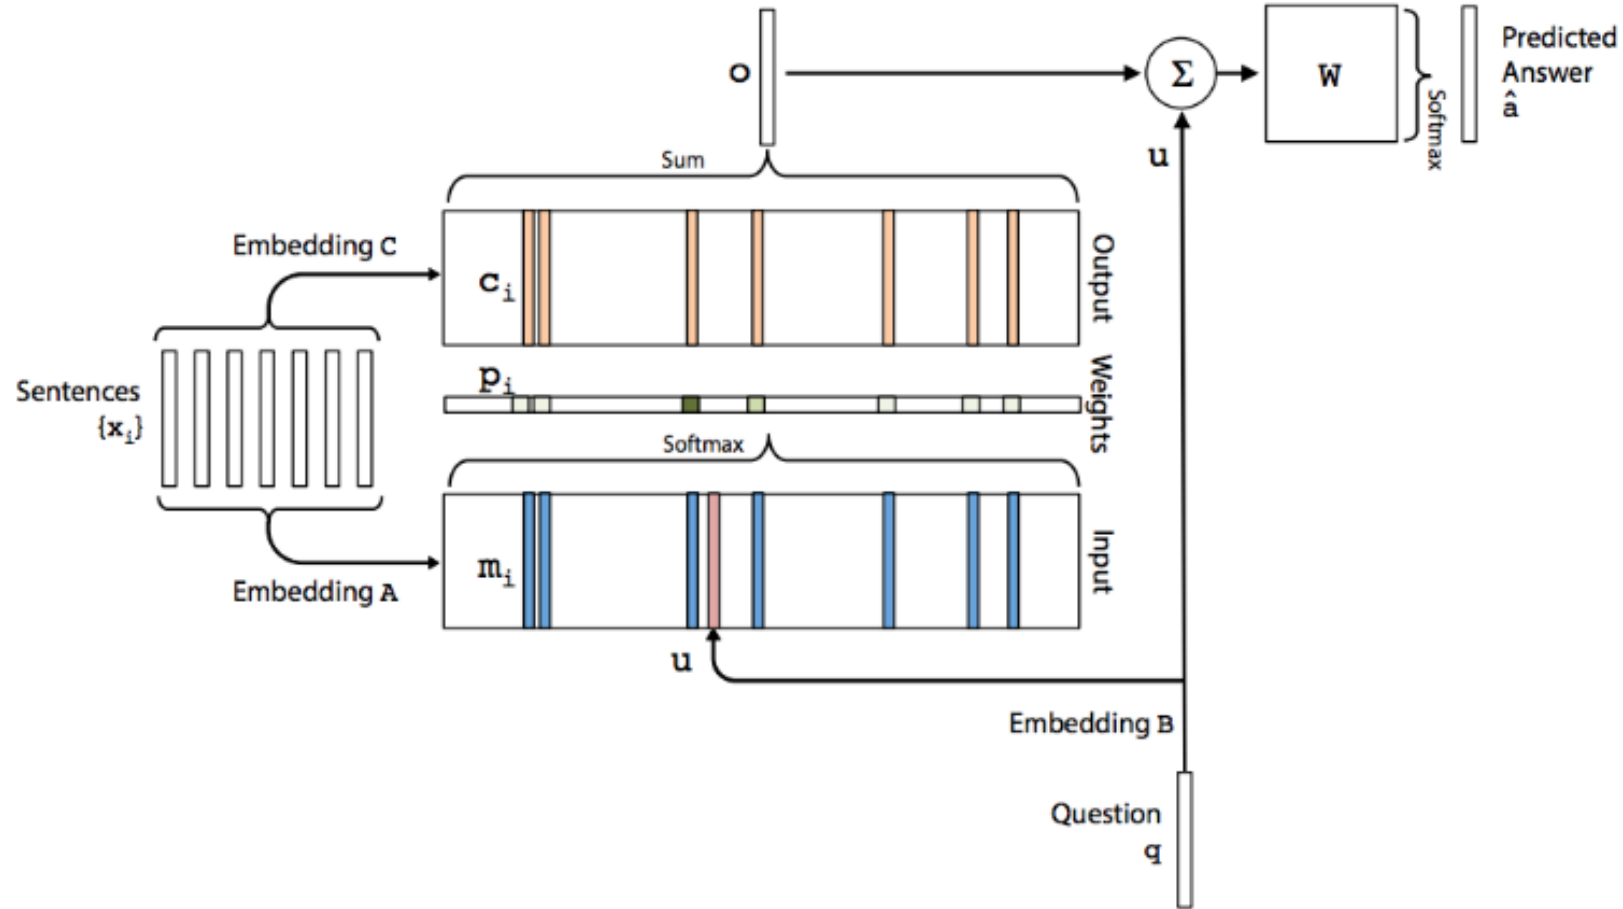 o
Σ
W
Softmax
Predicted
Answer
â
u
Sum
Embedding C
c_i
Output
Sentences
{x_i}
p_i
Weights
Softmax
Embedding A
m_i
Input
u
Embedding B
Question
q